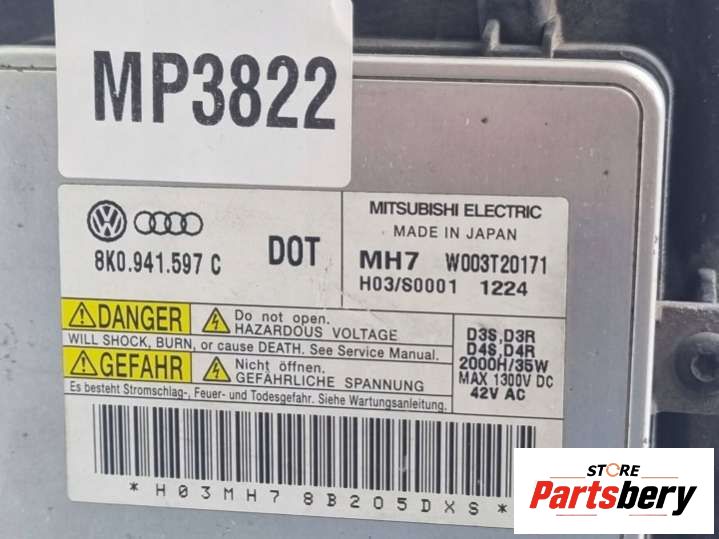 MP3822
8K0.941.597 C
DOT
MITSUBISHI ELECTRIC
MADE IN JAPAN
MH7 W003T20171
H03/S0001 1224
DANGER
Do not open.
HAZARDOUS VOLTAGE
WILL SHOCK, BURN, or cause DEATH. See Service Manual.
GEFAHR
Nicht öffnen.
GEFÄHRLICHE SPANNUNG
Es besteht Stromschlag-, Feuer- und Todesgefahr. Siehe Wartungsanleitung.
D3S,D3R
D4S,D4R
2000H/35W
MAX 1300V DC
42V AC
*H03MH78B205DXS*
STORE
Partsbery